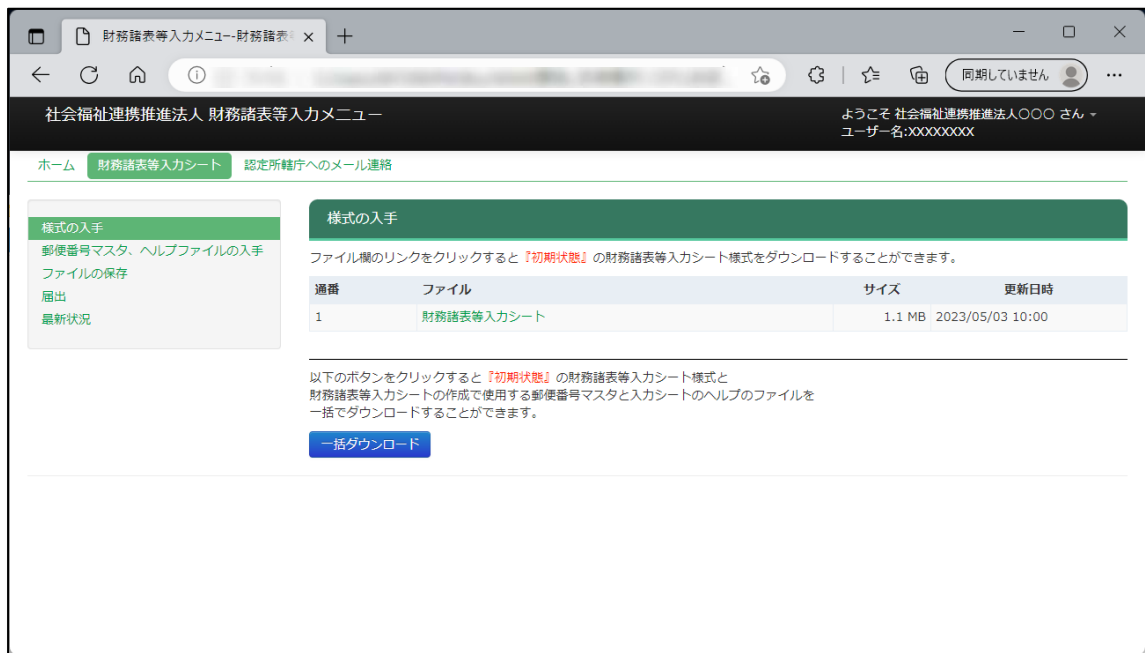 財務諸表等入力メニュー-財務諸表
同期していません
社会福祉連携推進法人 財務諸表等入力メニュー
ようこそ 社会福祉連携推進法人〇〇〇 さん
ユーザー名:XXXXXXXX
ホーム 財務諸表等入力シート 認定所轄庁へのメール連絡
様式の入手
郵便番号マスタ、ヘルプファイルの入手
ファイルの保存
届出
最新状況
様式の入手
ファイル欄のリンクをクリックすると『初期状態』の財務諸表等入力シート様式をダウンロードすることができます。
通番 ファイル サイズ 更新日時
1 財務諸表等入力シート 1.1 MB 2023/05/03 10:00
以下のボタンをクリックすると『初期状態』の財務諸表等入力シート様式と
財務諸表等入力シートの作成で使用する郵便番号マスタと入力シートのヘルプのファイルを
一括でダウンロードすることができます。
一括ダウンロード